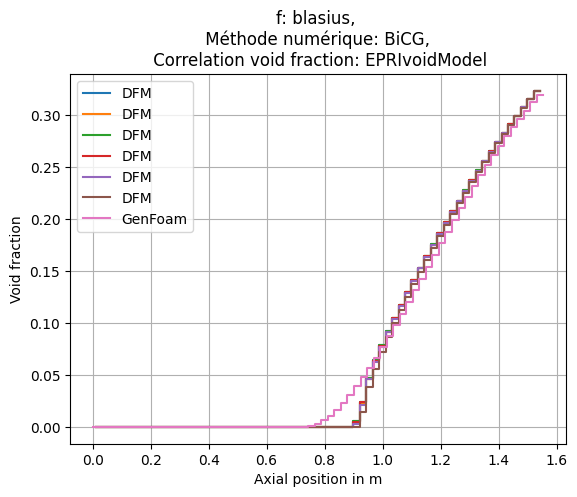 f: blasius,
Méthode numérique: BiCG,
Correlation void fraction: EPRIvoidModel
DFM
DFM
DFM
DFM
DFM
DFM
GenFoam
Void fraction
0.30
0.25
0.20
0.15
0.10
0.05
0.00
0.0 0.2 0.4 0.6 0.8 1.0 1.2 1.4 1.6
Axial position in m